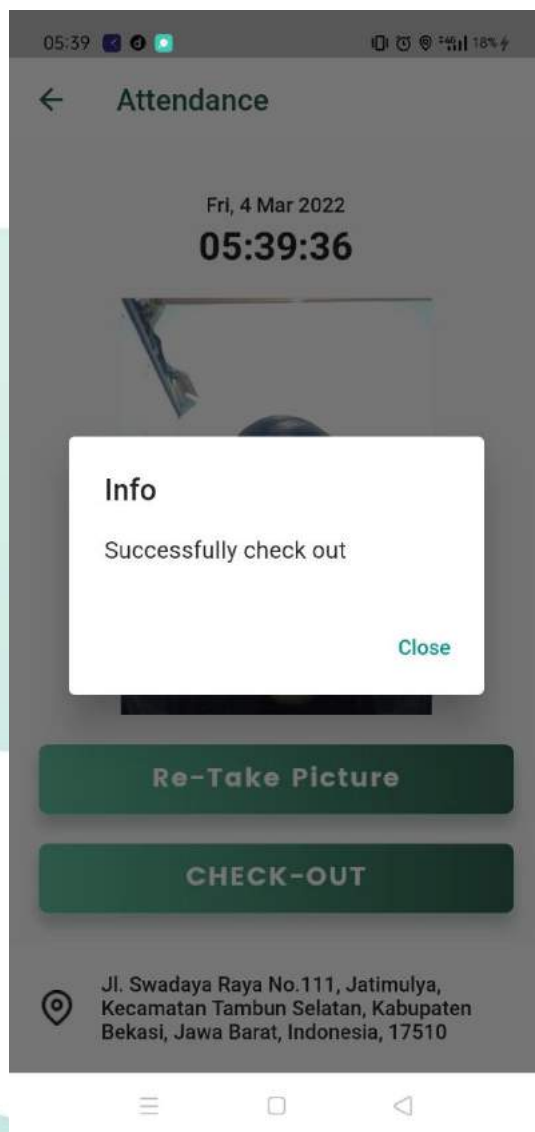 05:39
18%
Attendance
Fri, 4 Mar 2022
05:39:36
Info
Successfully check out
Close
Re-Take Picture
CHECK-OUT
Jl. Swadaya Raya No.111, Jatimulya,
Kecamatan Tambun Selatan, Kabupaten
Bekasi, Jawa Barat, Indonesia, 17510